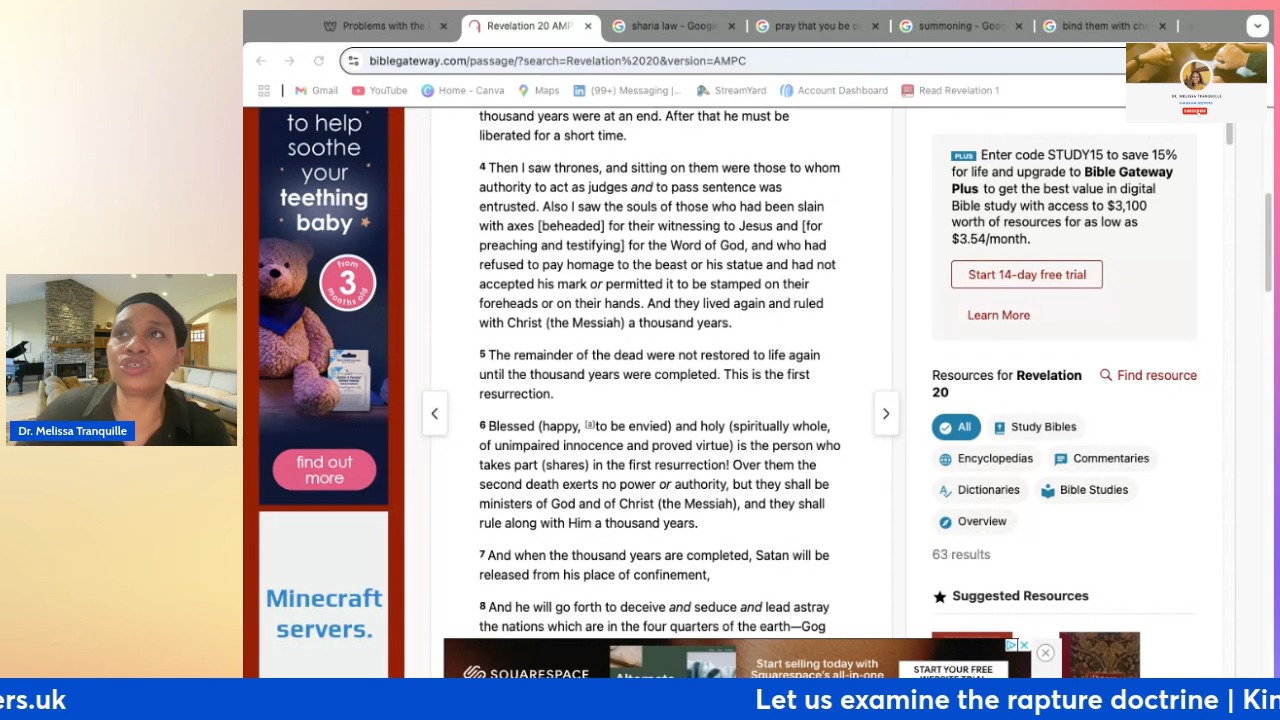 Problems with the
Revelation 20 AMP
sharia law - Google
pray that you be c
summoning - Goo
bind them with ch
biblegateway.com/passage/?search=Revelation%2020&version=AMPC
Gmail
YouTube
Home - Canva
Maps
(99+) Messaging |...
StreamYard
Account Dashboard
Read Revelation 1
DR. MELISSA TRANQUILLE
SUBSCRIBE
to help
soothe
your
teething
baby
from
3
months old
find out
more
Minecraft
servers.
thousand years were at an end. After that he must be
liberated for a short time.
4 Then I saw thrones, and sitting on them were those to whom
authority to act as judges and to pass sentence was
entrusted. Also I saw the souls of those who had been slain
with axes [beheaded] for their witnessing to Jesus and [for
preaching and testifying] for the Word of God, and who had
refused to pay homage to the beast or his statue and had not
accepted his mark or permitted it to be stamped on their
foreheads or on their hands. And they lived again and ruled
with Christ (the Messiah) a thousand years.
5 The remainder of the dead were not restored to life again
until the thousand years were completed. This is the first
resurrection.
6 Blessed (happy, [a]to be envied) and holy (spiritually whole,
of unimpaired innocence and proved virtue) is the person who
takes part (shares) in the first resurrection! Over them the
second death exerts no power or authority, but they shall be
ministers of God and of Christ (the Messiah), and they shall
rule along with Him a thousand years.
7 And when the thousand years are completed, Satan will be
released from his place of confinement,
8 And he will go forth to deceive and seduce and lead astray
the nations which are in the four quarters of the earth—Gog
PLUS Enter code STUDY15 to save 15%
for life and upgrade to Bible Gateway
Plus to get the best value in digital
Bible study with access to $3,100
worth of resources for as low as
$3.54/month.
Start 14-day free trial
Learn More
Resources for Revelation
20
Find resource
All
Study Bibles
Encyclopedias
Commentaries
Dictionaries
Bible Studies
Overview
63 results
Suggested Resources
SQUARESPACE
Start selling today with
Squarespace's all-in-one
START YOUR FREE
Dr. Melissa Tranquille
ers.uk
Let us examine the rapture doctrine | Kin